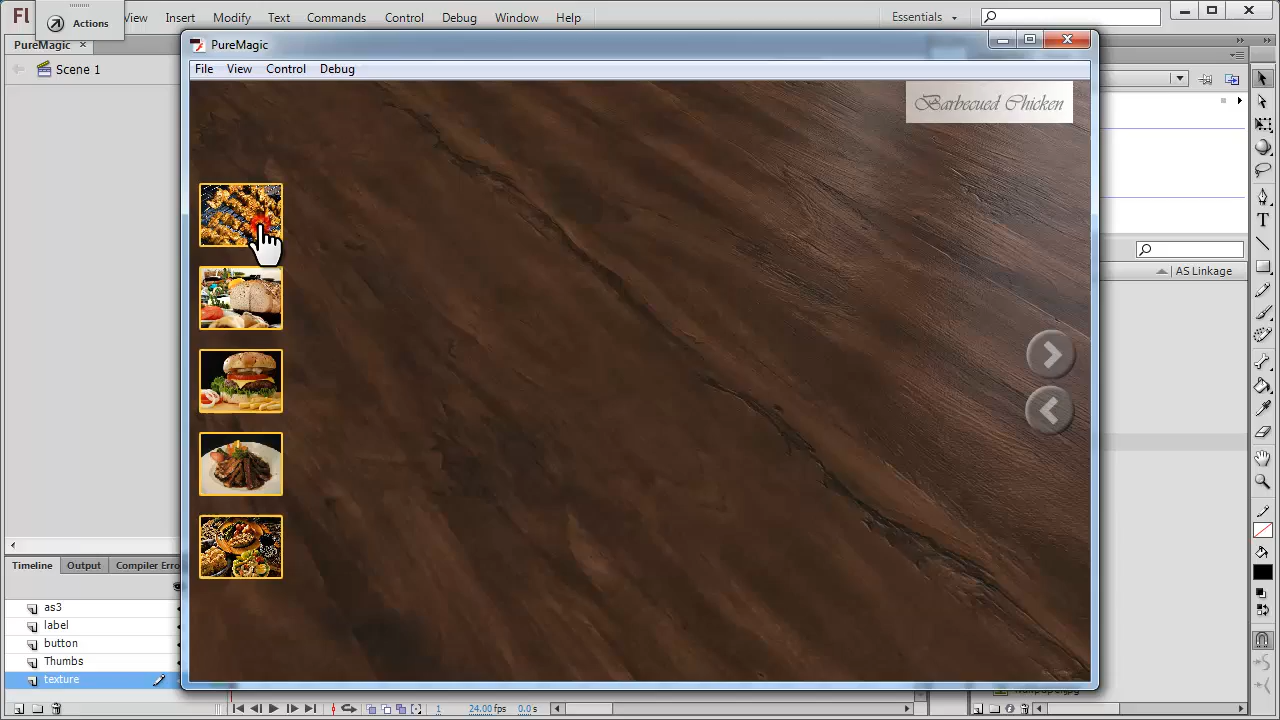 Fl
Actions
View
Insert
Modify
Text
Commands
Control
Debug
Window
Help
Essentials
PureMagic
Scene 1
PureMagic
File
View
Control
Debug
Barbecued Chicken
AS Linkage
Timeline
Output
Compiler Erro
as3
label
button
Thumbs
texture
1
24.00 fps
0.0 s